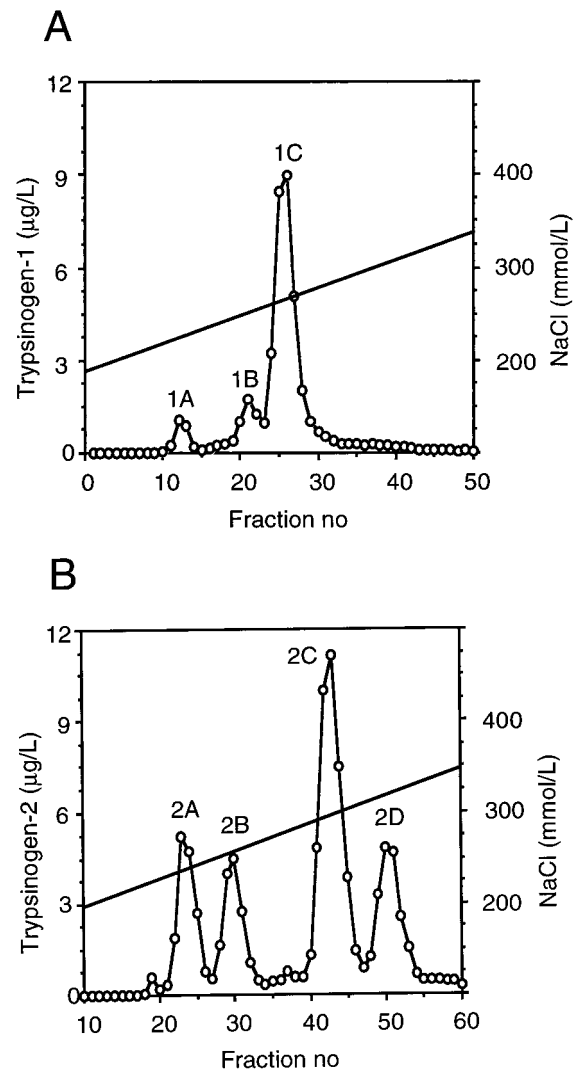 A
12
9
6
3
0
Trypsinogen-1 (µg/L)
1A
1B
1C
400
300
200
NaCl (mmol/L)
0 10 20 30 40 50
Fraction no
B
12
9
6
3
0
Trypsinogen-2 (µg/L)
2A
2B
2C
2D
400
300
200
NaCl (mmol/L)
10 20 30 40 50 60
Fraction no